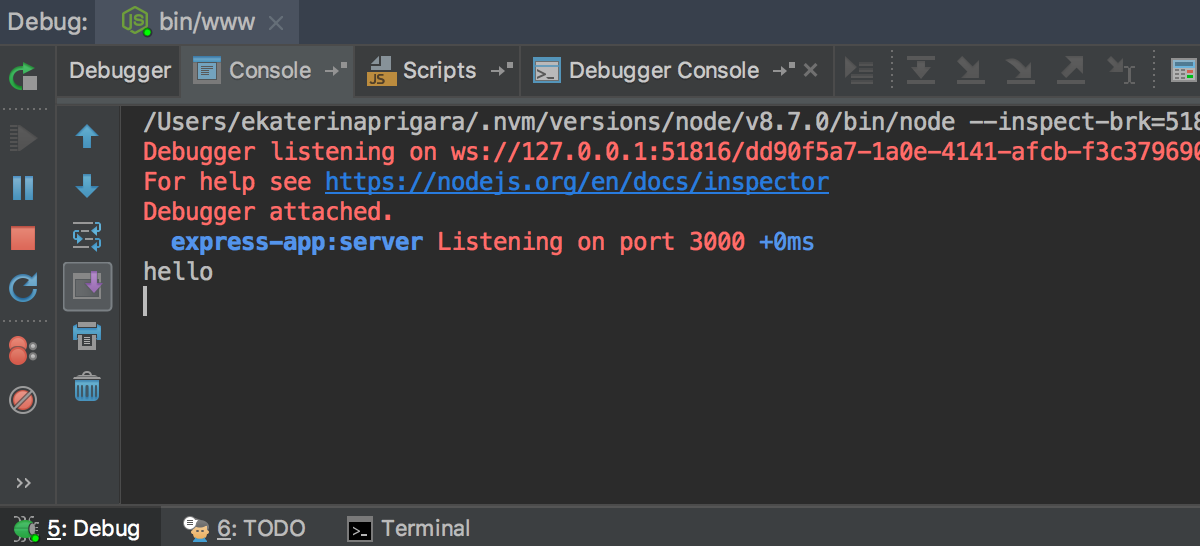 Debug: bin/www
Debugger Console Scripts Debugger Console
/Users/ekaterinaprigara/.nvm/versions/node/v8.7.0/bin/node --inspect-brk=518
Debugger listening on ws://127.0.0.1:51816/dd90f5a7-1a0e-4141-afcb-f3c379690
For help see https://nodejs.org/en/docs/inspector
Debugger attached.
express-app:server Listening on port 3000 +0ms
hello
5: Debug 6: TODO Terminal